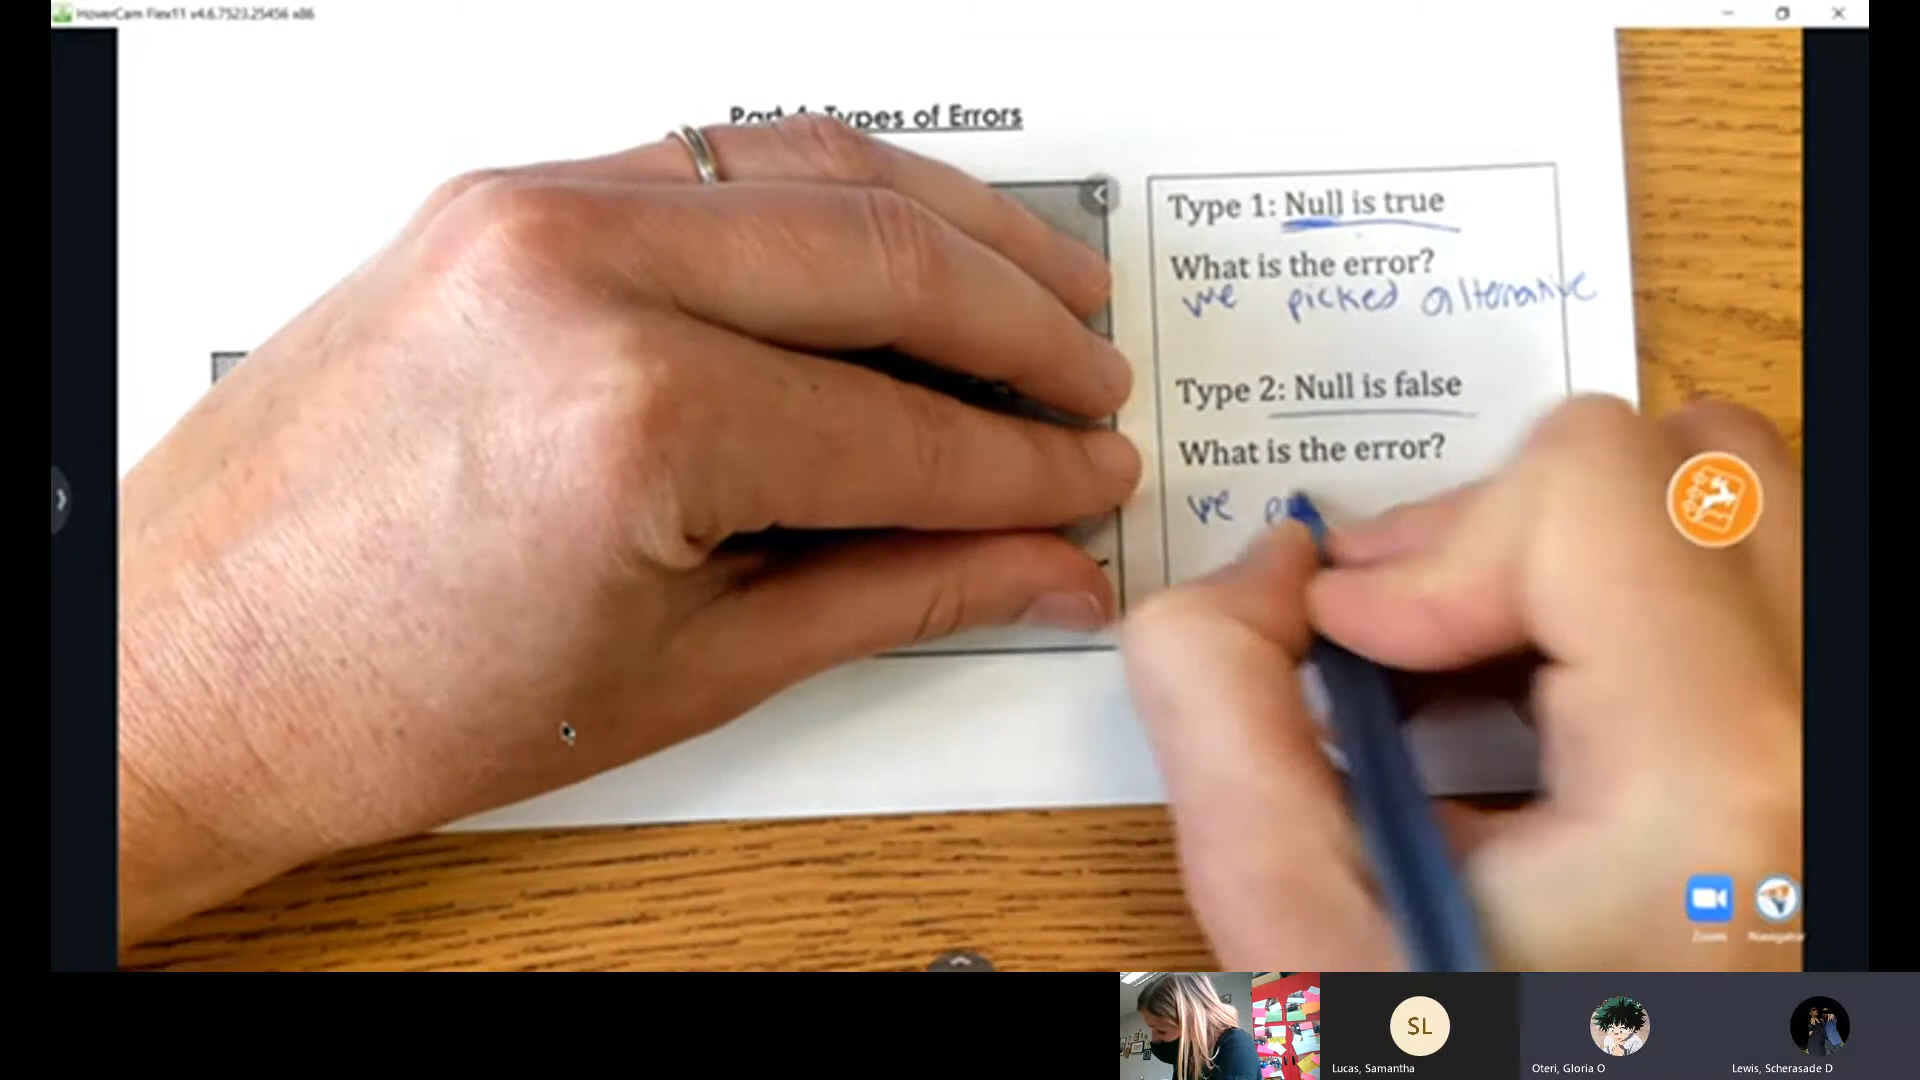 HoverCam Flex11 v4.6.7523.25456 x86
Part 4: Types of Errors
Type 1: Null is true
What is the error?
we picked alternative
Type 2: Null is false
What is the error?
we
Zoom
Navigator
SL
Lucas, Samantha
Oteri, Gloria O
Lewis, Scherasade D